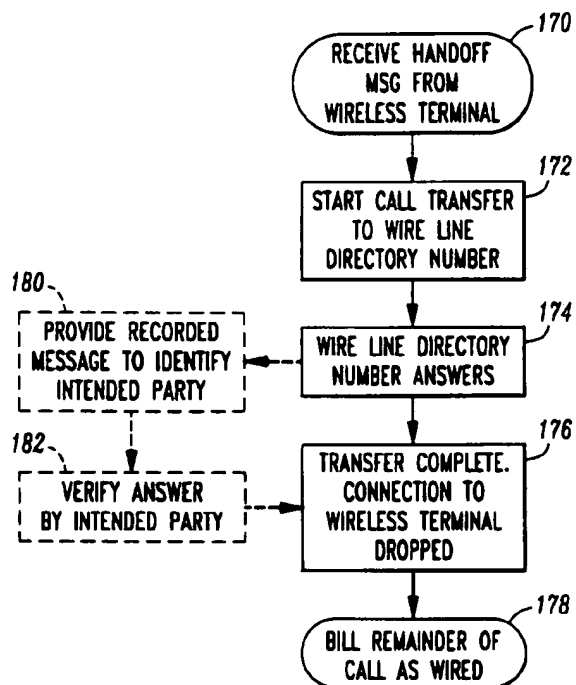 170
RECEIVE HANDOFF
MSG FROM
WIRELESS TERMINAL
172
START CALL TRANSFER
TO WIRE LINE
DIRECTORY NUMBER
174
WIRE LINE DIRECTORY
NUMBER ANSWERS
180
PROVIDE RECORDED
MESSAGE TO IDENTIFY
INTENDED PARTY
182
VERIFY ANSWER
BY INTENDED PARTY
176
TRANSFER COMPLETE.
CONNECTION TO
WIRELESS TERMINAL
DROPPED
178
BILL REMAINDER OF
CALL AS WIRED